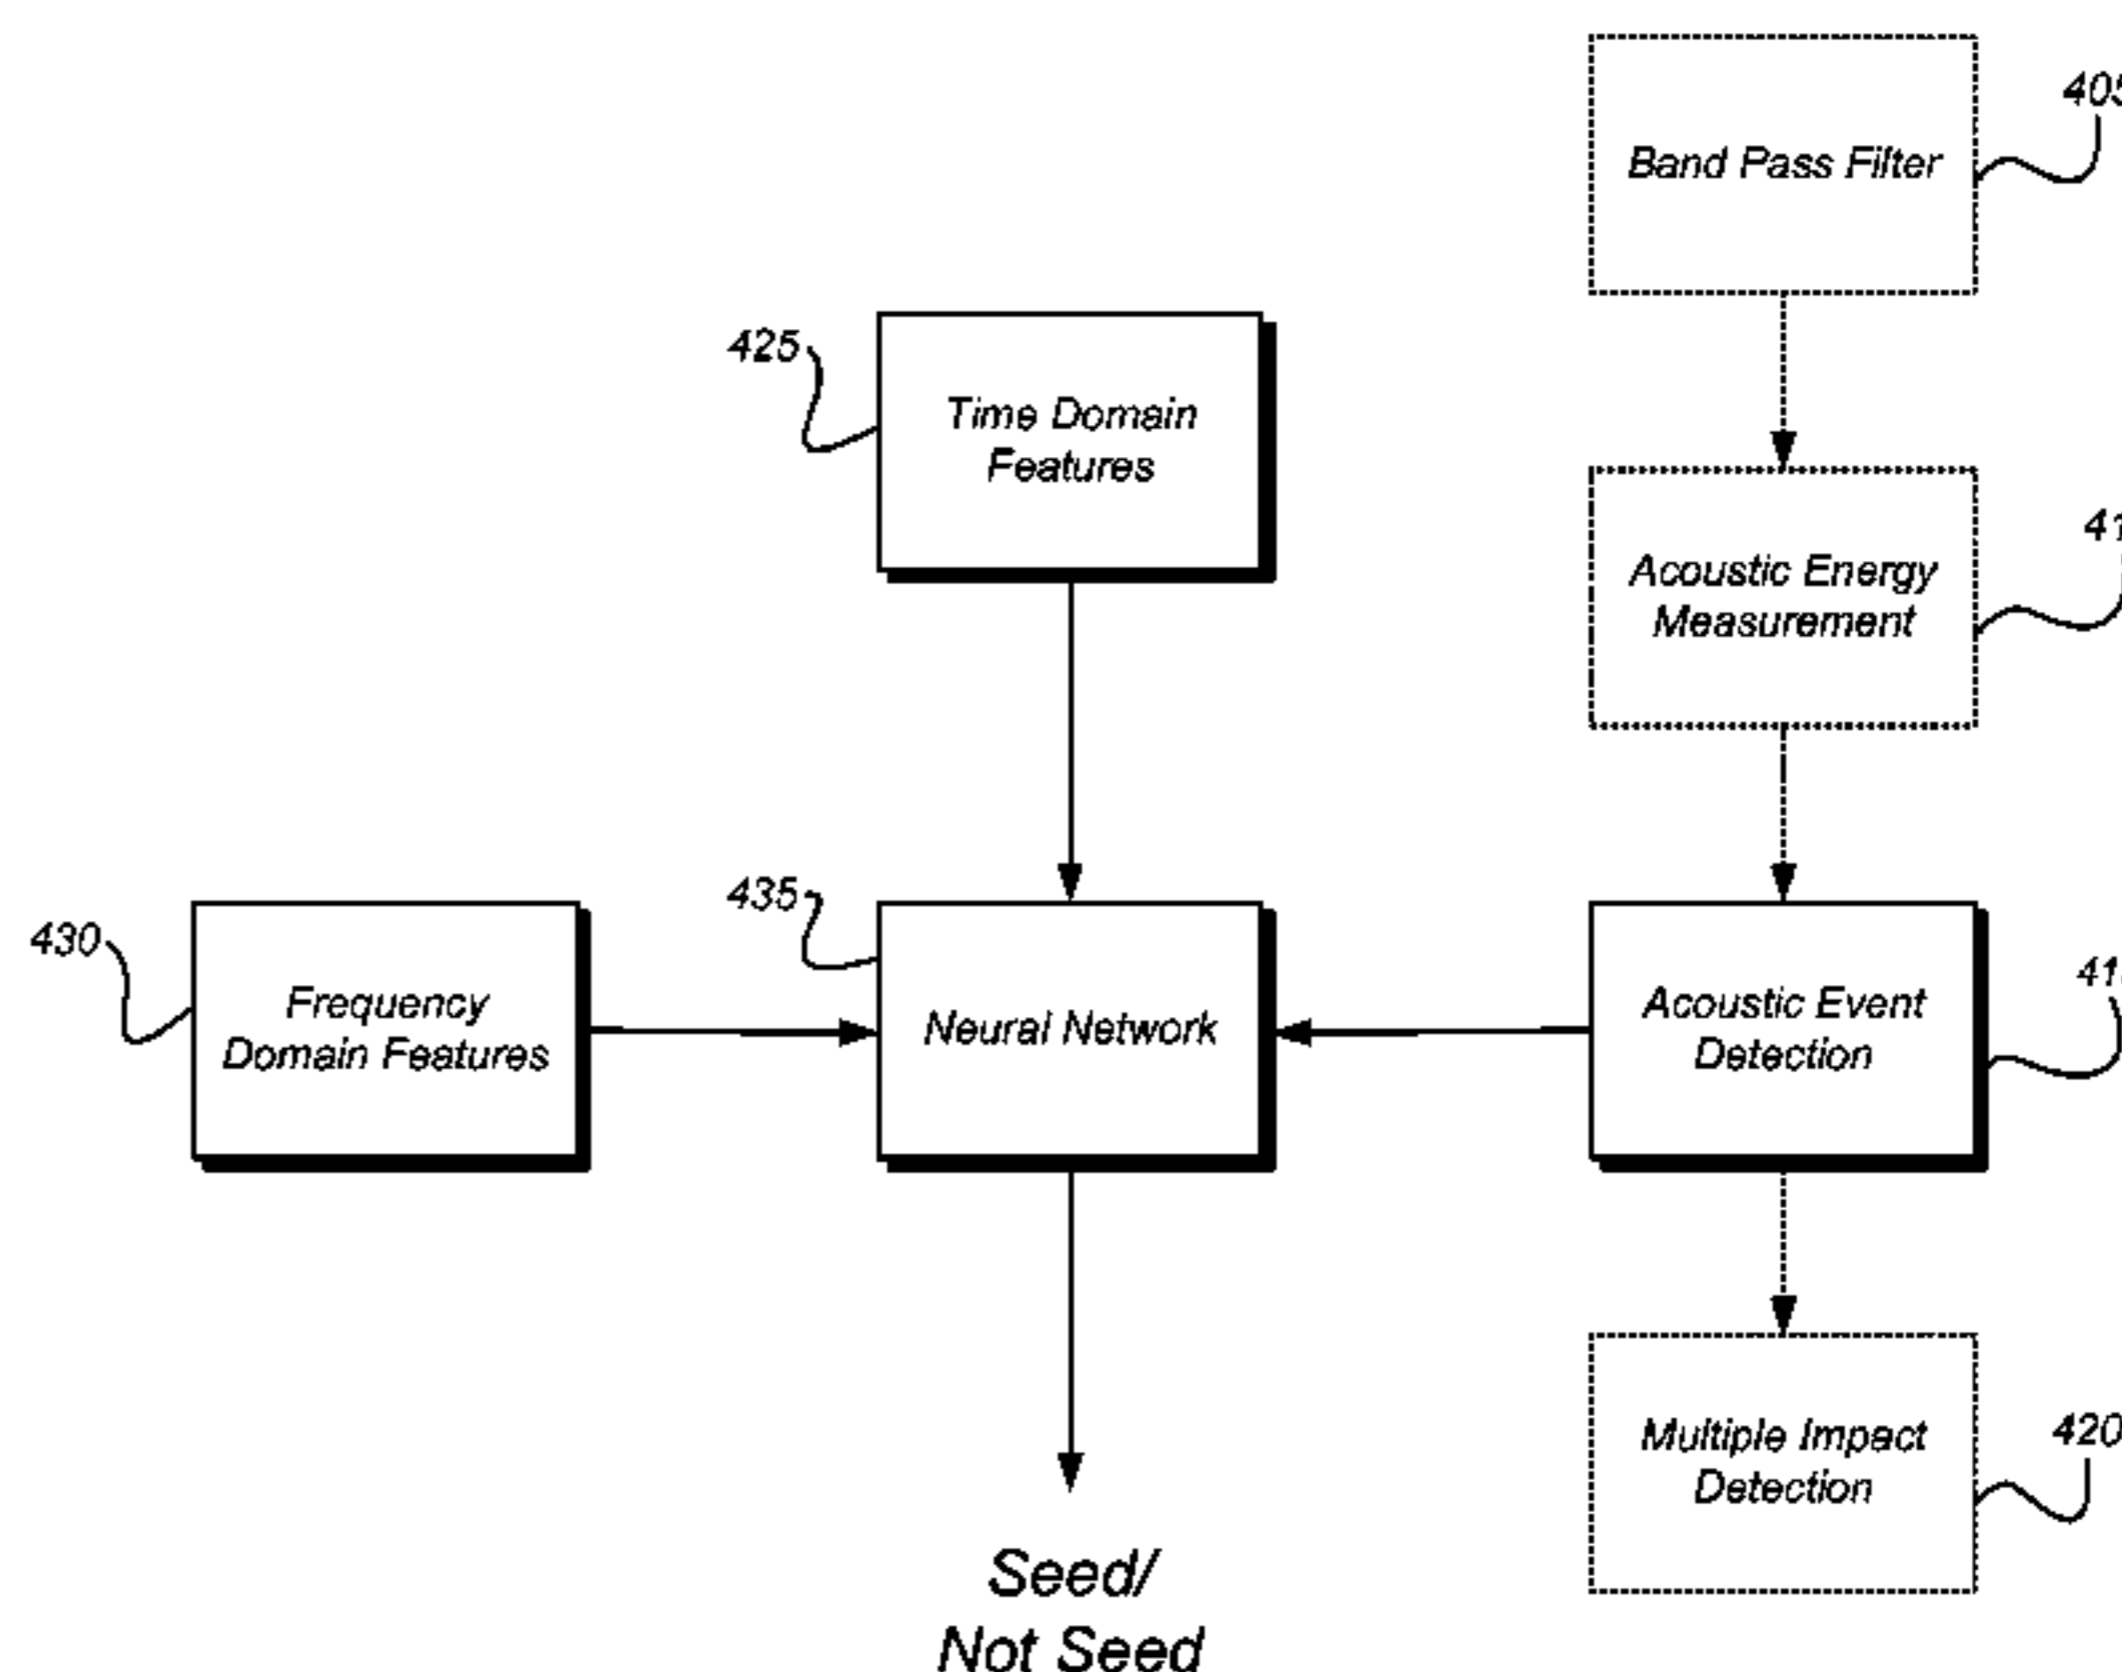 405
Band Pass Filter
425
Time Domain
Features
Acoustic Energy
Measurement
435
430
Frequency
Domain Features
Neural Network
Acoustic Event
Detection
Multiple Impact
Detection
420
Seed/
Not Seed